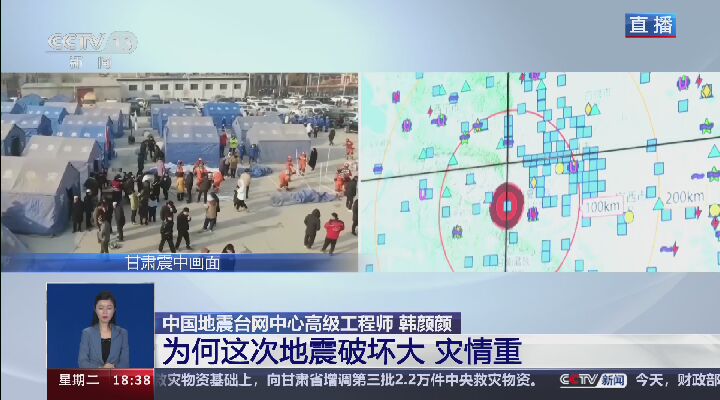 CCTV 13
新闻
直播
100km
200km
甘肃震中画面
中国地震台网中心高级工程师 韩颜颜
为何这次地震破坏大 灾情重
星期二 18:38 救灾物资基础上，向甘肃省增调第三批2.2万件中央救灾物资。 CCTV 新闻 今天，财政部